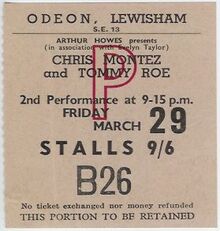 ODEON, LEWISHAM
S.E. 13
ARTHUR HOWES presents
(in association with Evelyn Taylor)
CHRIS MONTEZ
and TOMMY ROE
P
2nd Performance at 9-15 p.m.
FRIDAY
MARCH 29
STALLS 9/6
B26
No ticket exchanged nor money refunded
THIS PORTION TO BE RETAINED